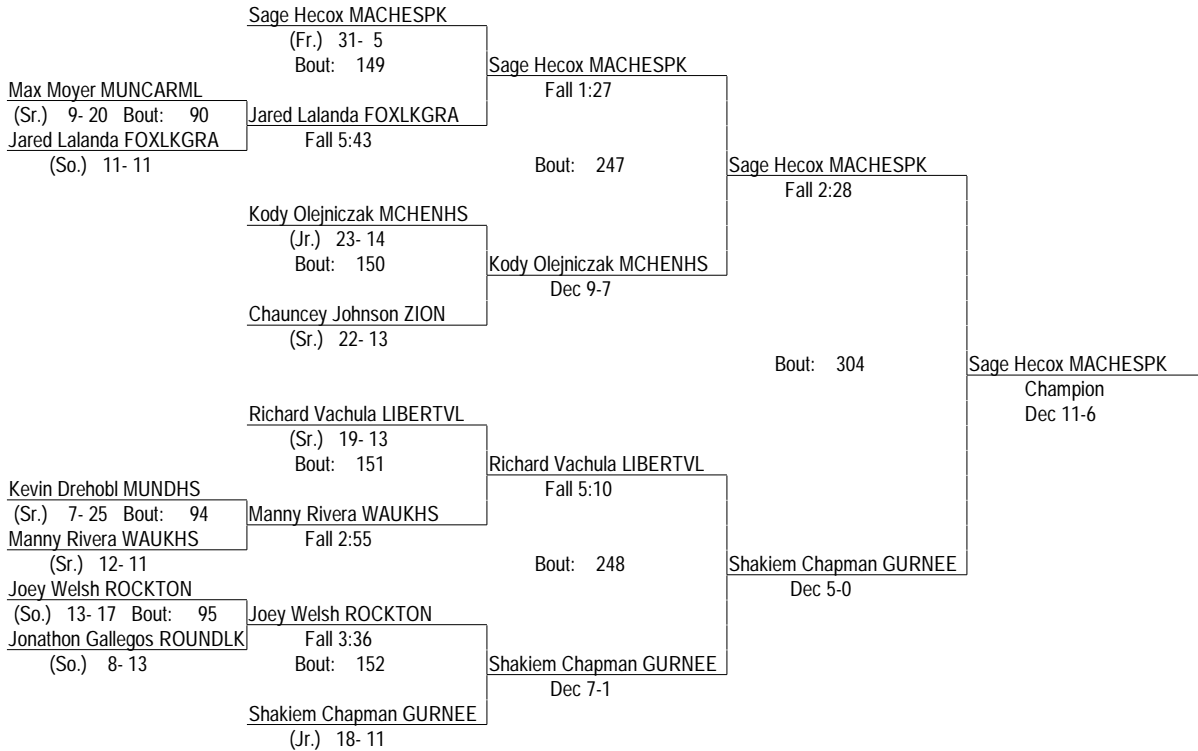 Sage Hecox MACHESPK
(Fr.) 31- 5
Bout: 149
Sage Hecox MACHESPK
Fall 1:27
Max Moyer MUNCARML
(Sr.) 9- 20 Bout: 90
Jared Lalanda FOXLKGRA
Jared Lalanda FOXLKGRA
Fall 5:43
(So.) 11- 11
Bout: 247
Sage Hecox MACHESPK
Fall 2:28
Kody Olejniczak MCHENHS
(Jr.) 23- 14
Bout: 150
Kody Olejniczak MCHENHS
Dec 9-7
Chauncey Johnson ZION
(Sr.) 22- 13
Bout: 304
Sage Hecox MACHESPK
Champion
Dec 11-6
Richard Vachula LIBERTVL
(Sr.) 19- 13
Bout: 151
Richard Vachula LIBERTVL
Fall 5:10
Kevin Drehobl MUNDHS
(Sr.) 7- 25 Bout: 94
Manny Rivera WAUKHS
Manny Rivera WAUKHS
Fall 2:55
(Sr.) 12- 11
Bout: 248
Shakiem Chapman GURNEE
Dec 5-0
Joey Welsh ROCKTON
(So.) 13- 17 Bout: 95
Joey Welsh ROCKTON
Jonathon Gallegos ROUNDLK
Fall 3:36
(So.) 8- 13
Bout: 152
Shakiem Chapman GURNEE
Dec 7-1
Shakiem Chapman GURNEE
(Jr.) 18- 11